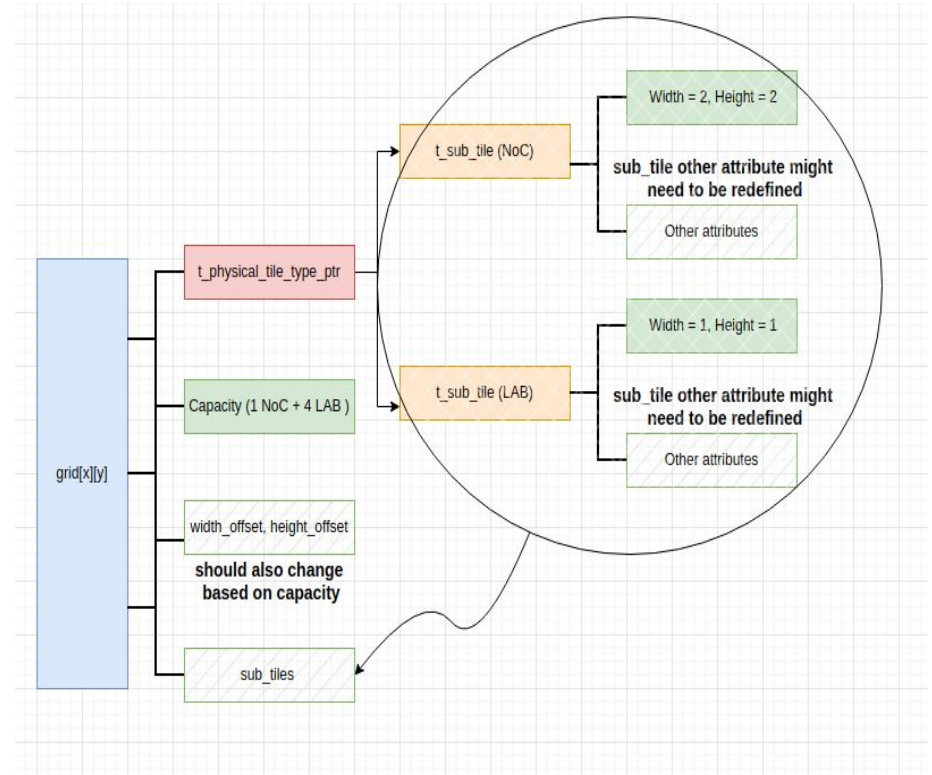 grid[x][y]
t_physical_tile_type_ptr
Capacity (1 NoC + 4 LAB )
width_offset, height_offset
should also change
based on capacity
sub_tiles
t_sub_tile (NoC)
Width = 2, Height = 2
sub_tile other attribute might
need to be redefined
Other attributes
t_sub_tile (LAB)
Width = 1, Height = 1
sub_tile other attribute might
need to be redefined
Other attributes